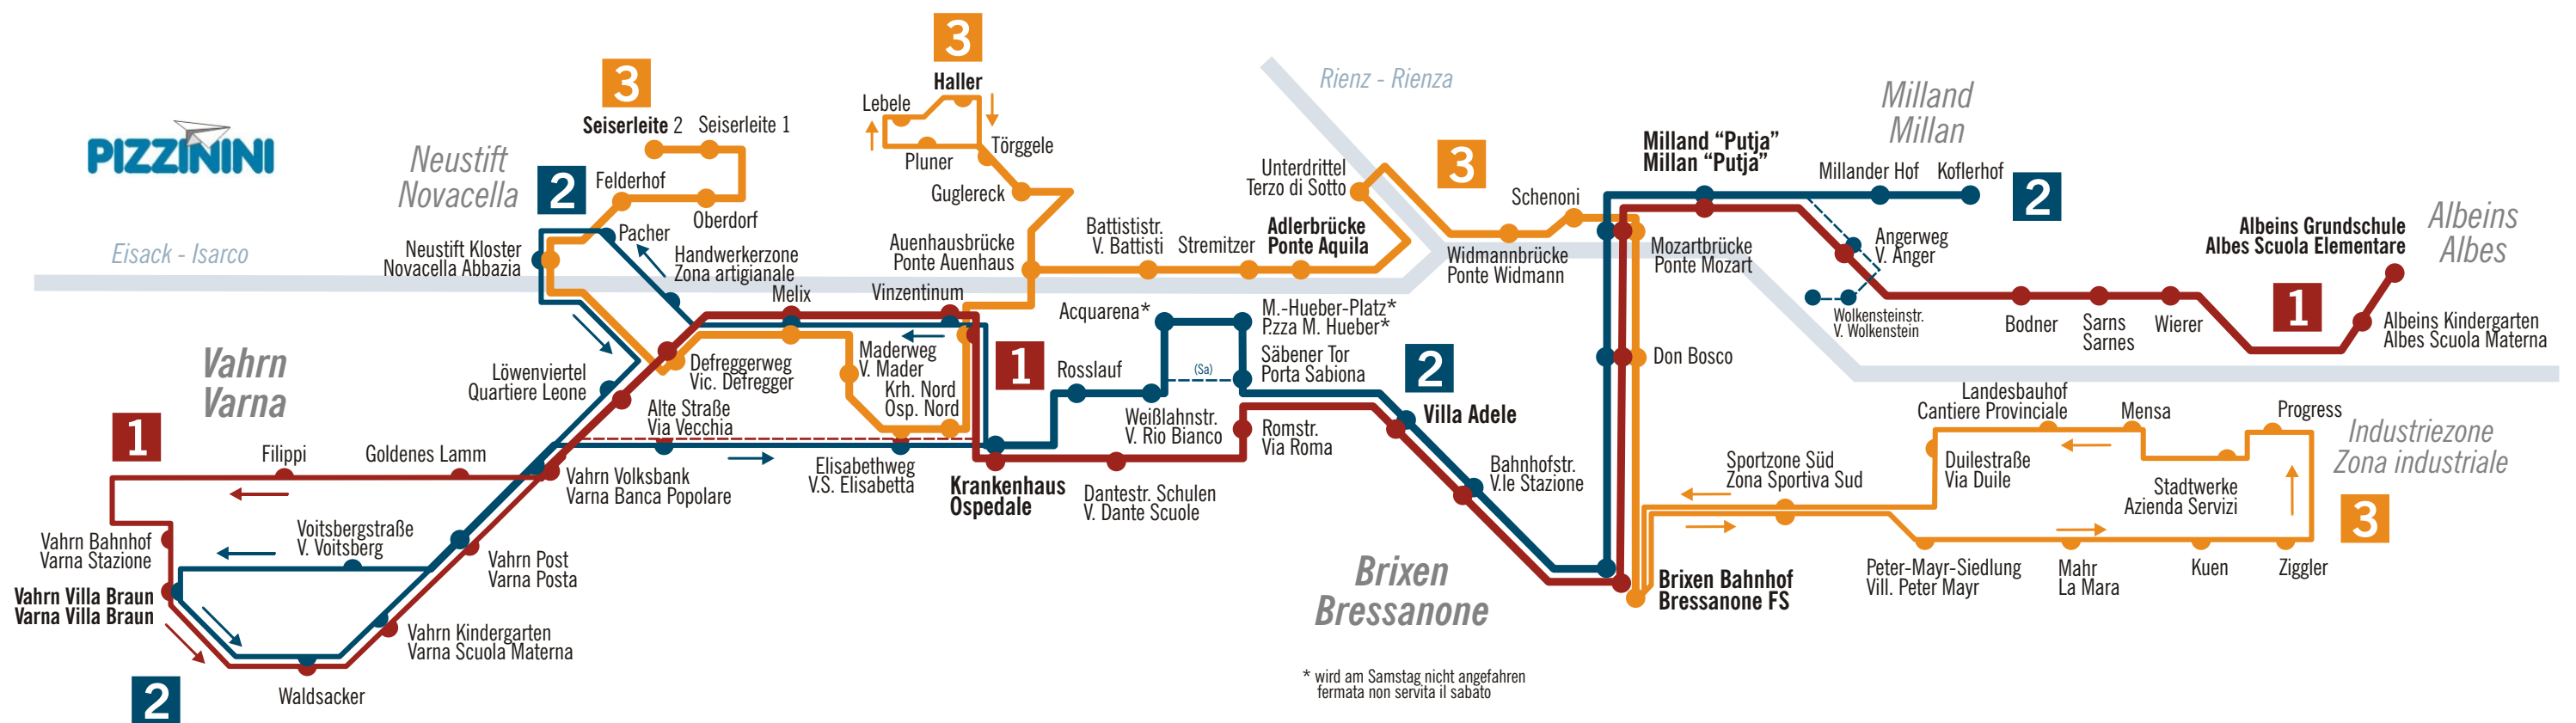 PIZZININI
3
Haller
Lebele
Pluner
Törggele
Guglereck
3
Seiserleite 2
Seiserleite 1
Felderhof
Oberdorf
Neustift
Novacella
2
Pacher
Neustift Kloster
Novacella Abbazia
Handwerkerzone
Zona artigianale
Eisack - Isarco
Rienz - Rienza
Auenhausbrücke
Ponte Auenhaus
Battististr.
V. Battisti
Stremitzer
Adlerbrücke
Ponte Aquila
Unterdrittel
Terzo di Sotto
3
Schenoni
Widmannbrücke
Ponte Widmann
Milland “Putja”
Millan “Putja”
Milland
Millan
Millander Hof
Koflerhof
2
Mozartbrücke
Ponte Mozart
Angerweg
V. Anger
Wolkensteinstr.
V. Wolkenstein
Don Bosco
Bodner
Sarns
Sarnes
Wierer
1
Albeins Grundschule
Albes Scuola Elementare
Albeins
Albes
Albeins Kindergarten
Albes Scuola Materna
Melix
Vinzentinum
Acquarena*
M.-Hueber-Platz*
P.zza M. Hueber*
Säbener Tor
Porta Sabiona
(Sa)
Vahrn
Varna
Löwenviertel
Quartiere Leone
Defreggerweg
Vic. Defregger
Maderweg
V. Mader
Krh. Nord
Osp. Nord
1
Rosslauf
Weißlahnstr.
V. Rio Bianco
Romstr.
Via Roma
2
Villa Adele
Alte Straße
Via Vecchia
Elisabethweg
V.S. Elisabetta
Krankenhaus
Ospedale
Dantestr. Schulen
V. Dante Scuole
Bahnhofstr.
V.le Stazione
1
Filippi
Goldenes Lamm
Vahrn Volksbank
Varna Banca Popolare
Vahrn Bahnhof
Varna Stazione
Voitsbergstraße
V. Voitsberg
Vahrn Post
Varna Posta
Vahrn Villa Braun
Varna Villa Braun
Vahrn Kindergarten
Varna Scuola Materna
2
Waldsacker
Brixen
Bressanone
Brixen Bahnhof
Bressanone FS
Sportzone Süd
Zona Sportiva Sud
Landesbauhof
Cantiere Provinciale
Mensa
Progress
Industriezone
Zona industriale
Duilestraße
Via Duile
Stadtwerke
Azienda Servizi
3
Peter-Mayr-Siedlung
Vill. Peter Mayr
Mahr
La Mara
Kuen
Ziggler
* wird am Samstag nicht angefahren
fermata non servita il sabato